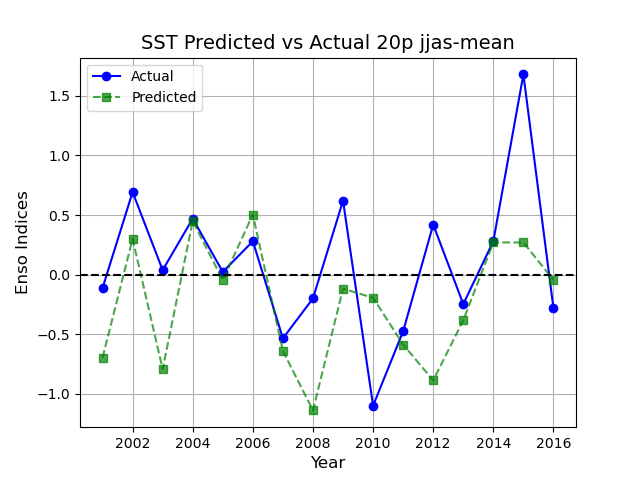 SST Predicted vs Actual 20p jjas-mean
Actual
Predicted
Enso Indices
1.5
1.0
0.5
0.0
−0.5
−1.0
2002 2004 2006 2008 2010 2012 2014 2016
Year